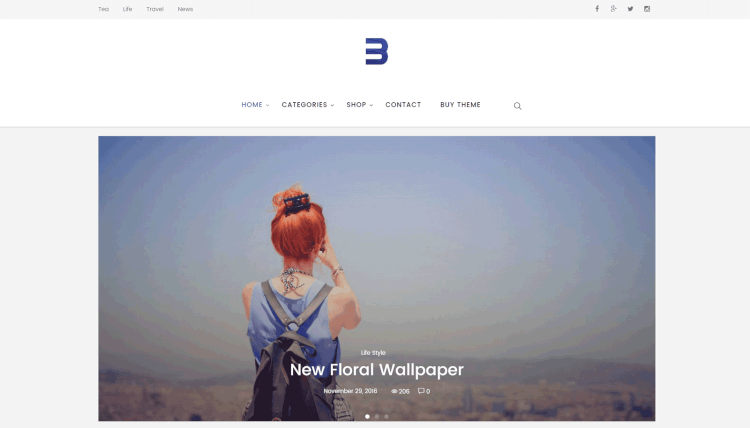 Tea Life Travel News
B
HOME CATEGORIES SHOP CONTACT BUY THEME
Life Style
New Floral Wallpaper
November 29, 2016 206 0